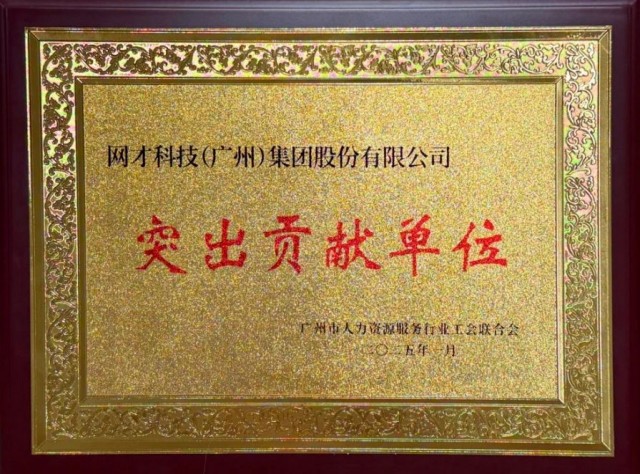 网才科技(广州)集团股份有限公司
突出贡献单位
广州市人力资源服务行业工会联合会
二〇二五年一月